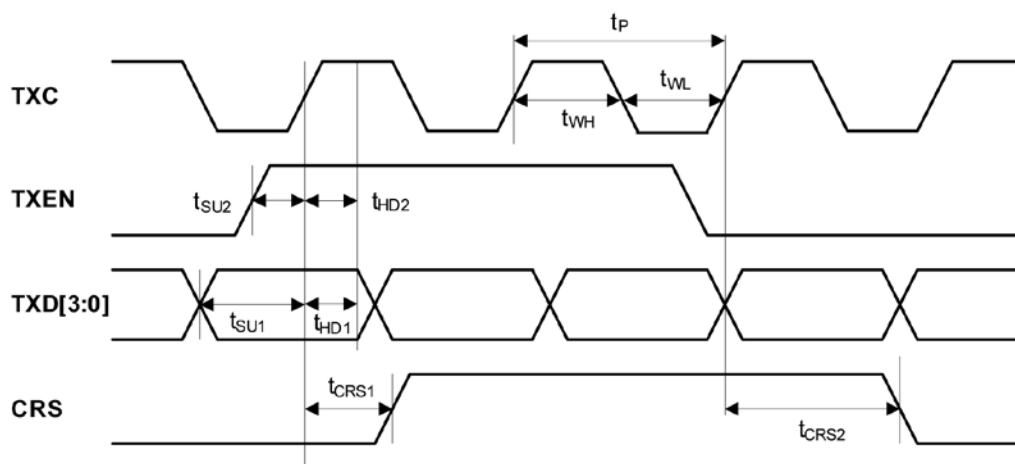 tP
TXC
tWL
tWH
TXEN
tSU2
tHD2
TXD[3:0]
tSU1
tHD1
tCRS1
CRS
tCRS2